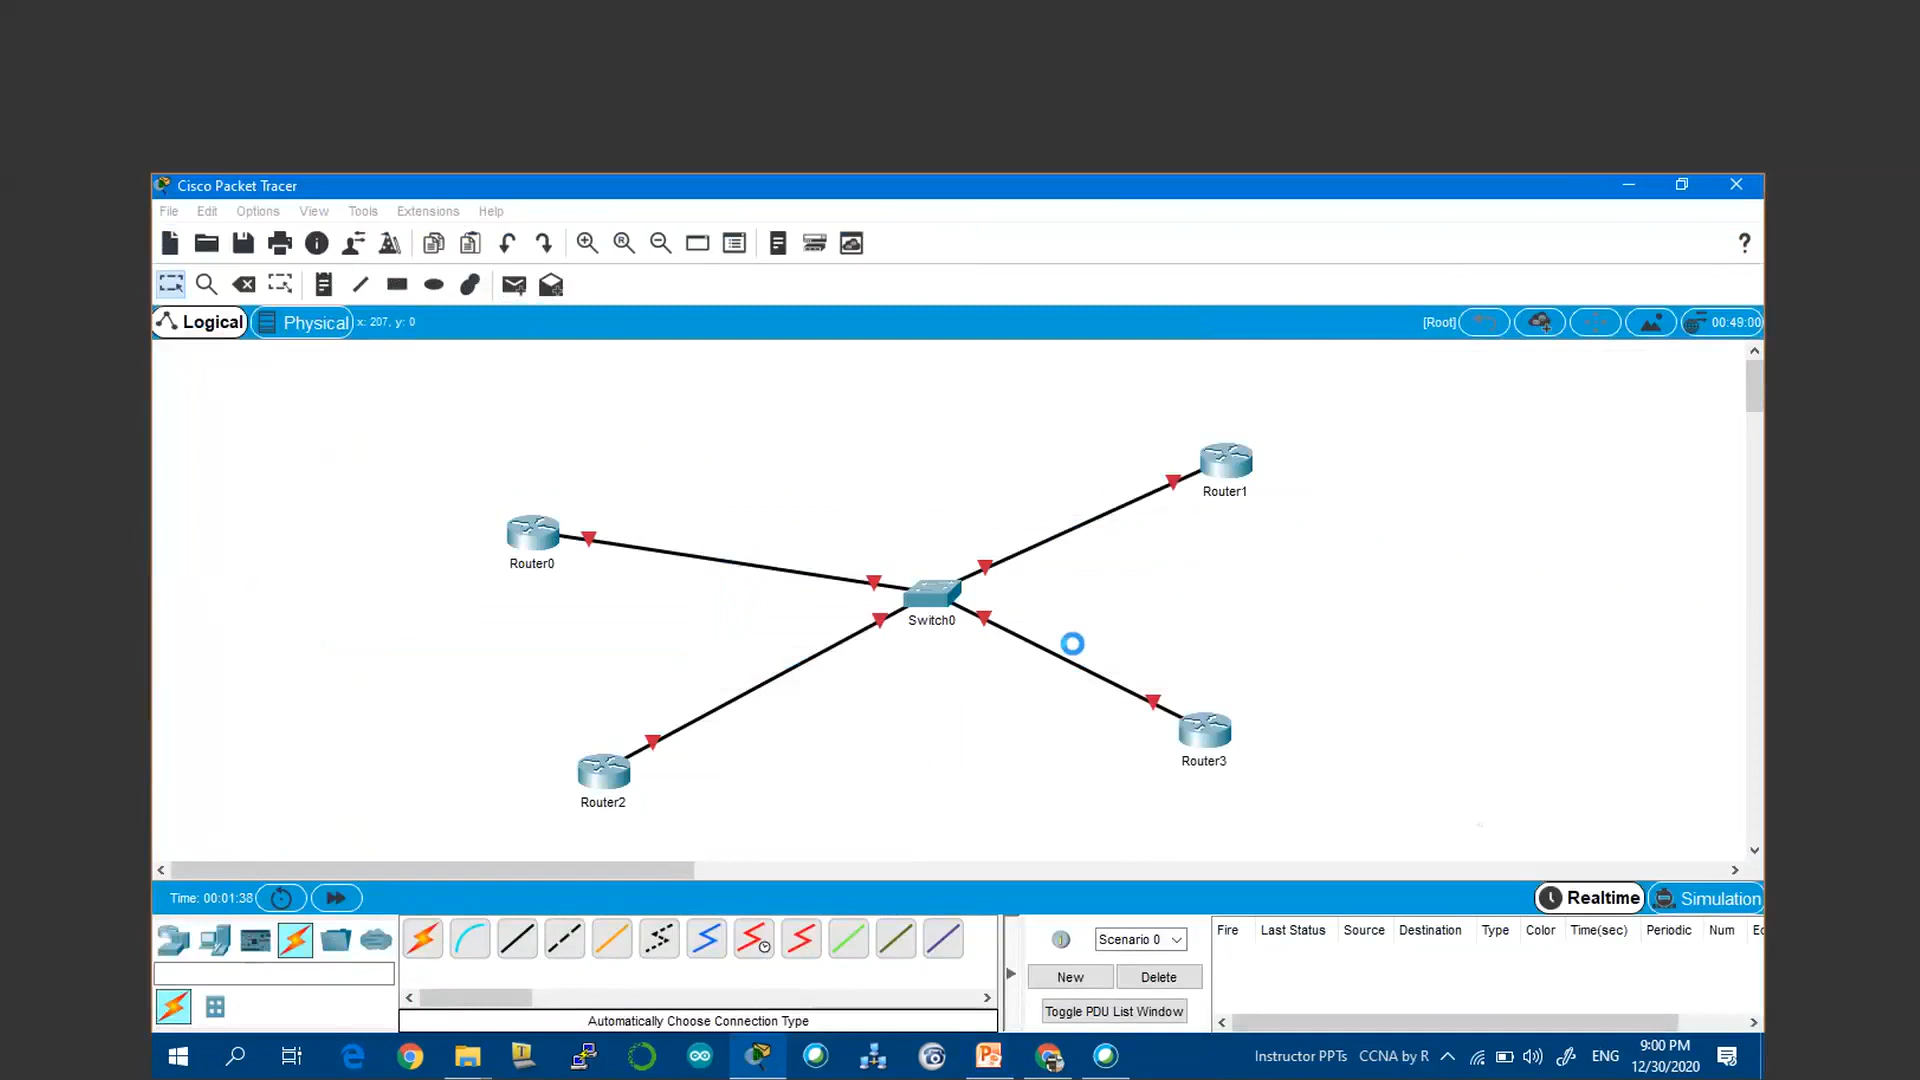 Cisco Packet Tracer
File Edit Options View Tools Extensions Help
?
Logical Physical x: 207, y: 0 [Root] 00:49:00
Router1
Router0
Switch0
Router3
Router2
Time: 00:01:38 Realtime Simulation
Scenario 0 Fire Last Status Source Destination Type Color Time(sec) Periodic Num Ec
New Delete
Toggle PDU List Window
Automatically Choose Connection Type
Instructor PPTs CCNA by R ENG 9:00 PM
12/30/2020